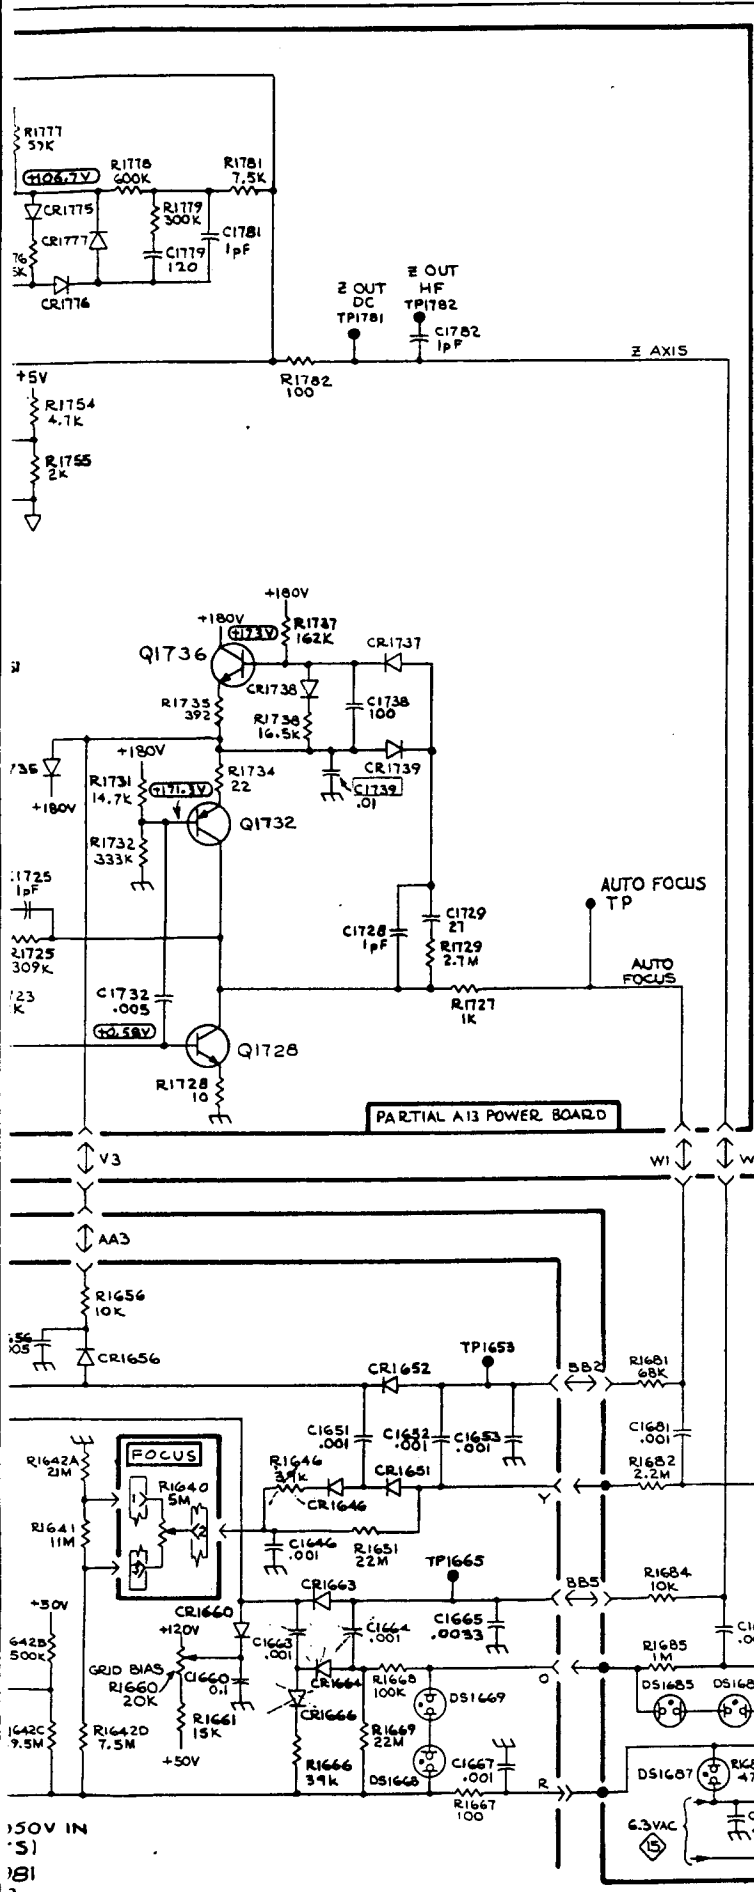 R1777
+106.7V
R1778
600K
R1781
7.5K
CR1775
R1779
300K
C1781
1pF
CR1777
C1779
120
CR1776
Z OUT
DC
TP1781
Z OUT
HF
TP1782
C1782
1pF
Z AXIS
R1782
100
+5V
R1754
4.7K
R1755
2K
+180V
+180V
+173V
R1737
162K
Q1736
CR1737
CR1738
R1735
392
C1738
100
R1738
16.5K
+180V
CR1739
C1739
.01
R1734
22
R1731
14.7K
+171.3V
+180V
Q1732
R1732
333K
1pF
309K
AUTO FOCUS
TP
C1728
1pF
C1729
27
R1729
2.7M
AUTO
FOCUS
C1732
.005
R1727
1K
+0.58V
Q1728
R1728
10
PARTIAL A13 POWER BOARD
V3
W1
W
AA3
R1656
10K
CR1656
TP1653
CR1652
BB2
R1681
68K
C1651
.001
C1652
.001
C1653
.001
C1681
.001
FOCUS
R1642A
21M
R1646
39K
CR1651
R1682
2.2M
R1640
5M
CR1646
Y
1
2
3
R1641
11M
C1646
.001
R1651
22M
TP1665
CR1663
BB5
R1684
10K
+50V
CR1660
+120V
C1663
.001
C1664
.001
C1665
.0033
R1685
1M
GRID BIAS
R1660
20K
C1660
0.1
CR1664
R1668
100K
O
DS1685
CR1666
DS1669
R1661
15K
R1669
22M
R1642D
7.5M
+50V
R1666
39K
DS1668
C1667
.001
R
DS1687
R1667
100
6.3VAC
15